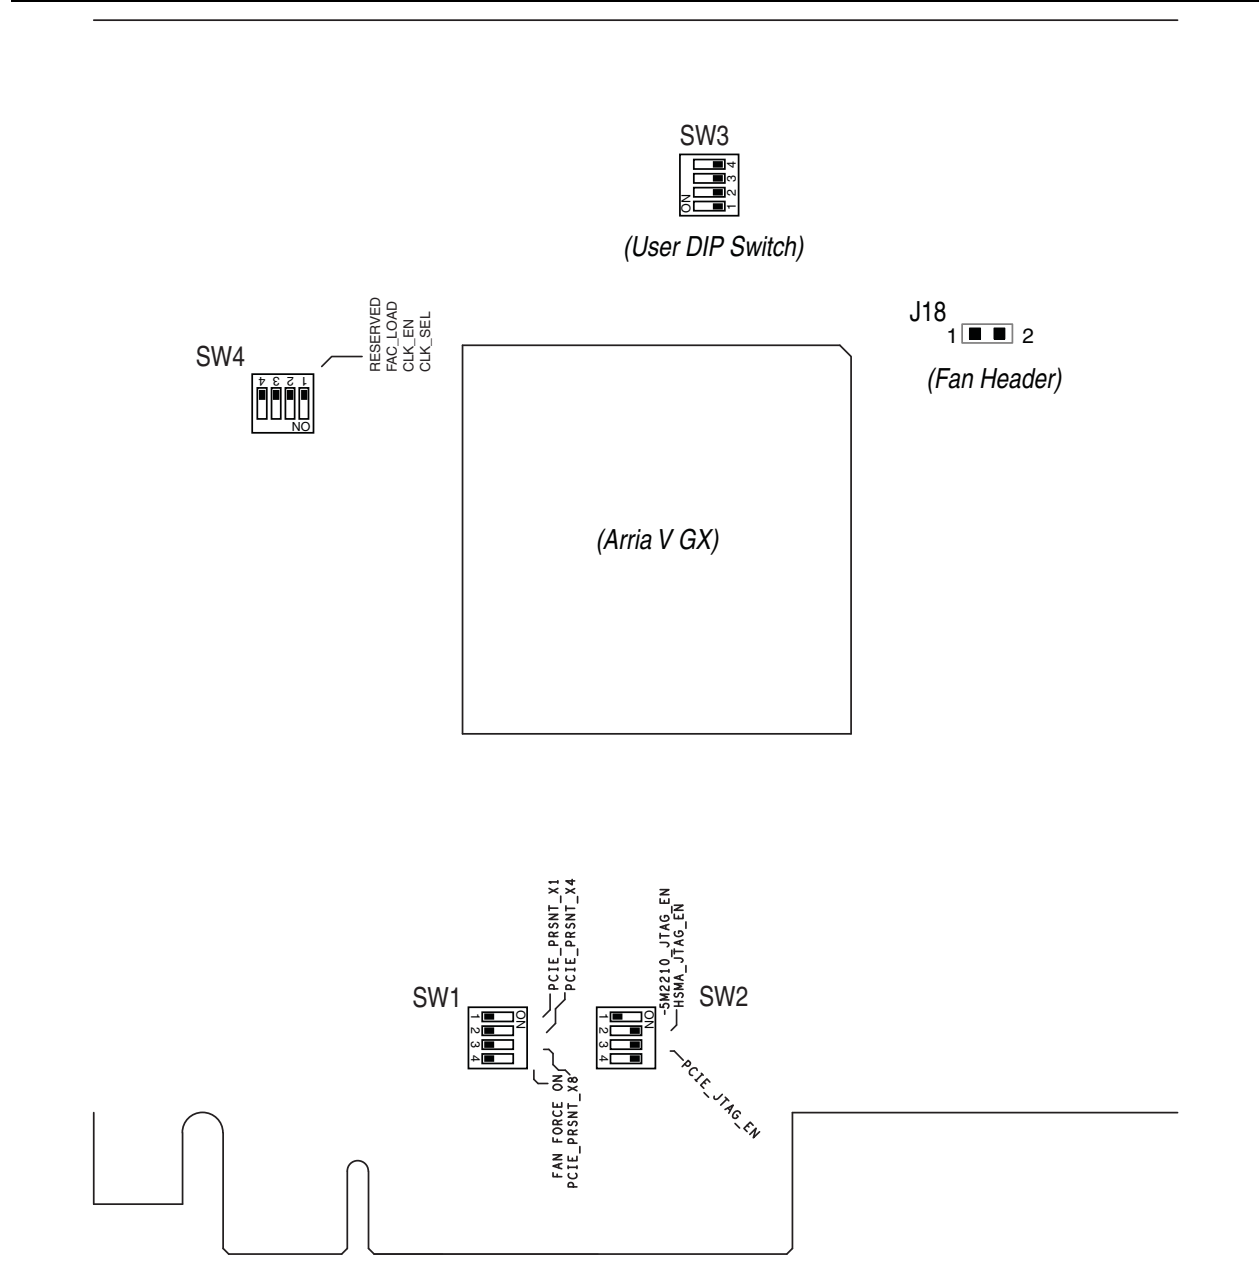 SW3
4
3
2
1
ON
(User DIP Switch)
J18
1 2
(Fan Header)
RESERVED
FAC_LOAD
CLK_EN
CLK_SEL
SW4
4 3 2 1
ON
(Arria V GX)
PCIE_PRSNT_X1
PCIE_PRSNT_X4
-5M2210_JTAG_EN
HSMA_JTAG_EN
SW1
1
2
3
4
ON
SW2
1
2
3
4
ON
FAN FORCE ON
PCIE_PRSNT_X8
PCIE_JTAG_EN